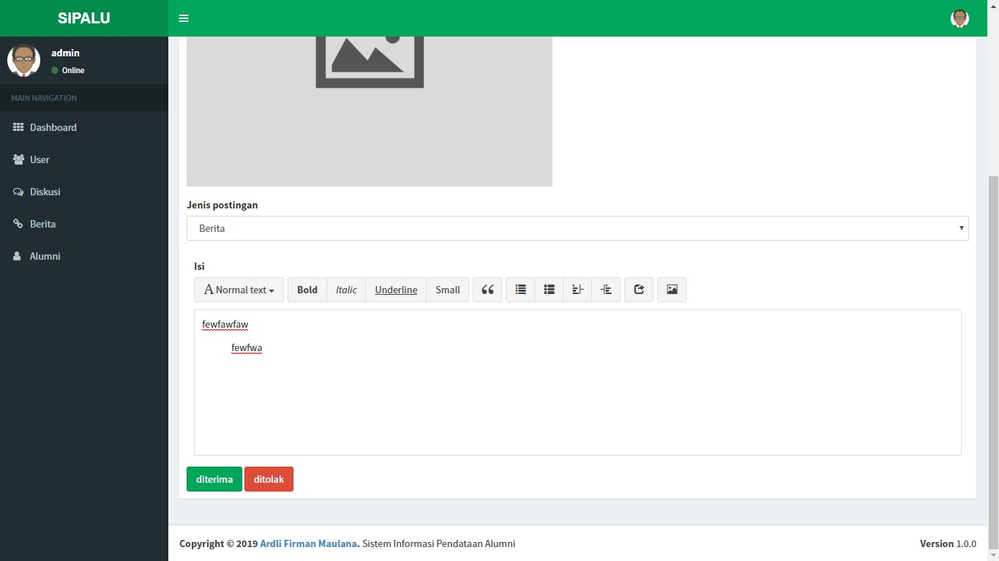 SIPALU
admin
Online
MAIN NAVIGATION
Dashboard
User
Diskusi
Berita
Alumni
Jenis postingan
Berita
Isi
A Normal text Bold Italic Underline Small
fewfawfaw
fewfwa
diterima ditolak
Copyright © 2019 Ardli Firman Maulana. Sistem Informasi Pendataan Alumni Version 1.0.0